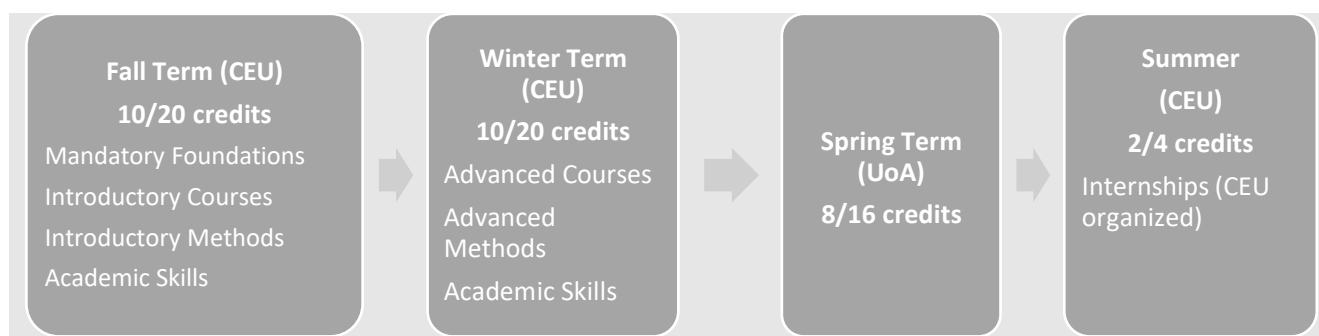 Fall Term (CEU)
10/20 credits
Mandatory Foundations
Introductory Courses
Introductory Methods
Academic Skills
Winter Term
(CEU)
10/20 credits
Advanced Courses
Advanced
Methods
Academic Skills
Spring Term
(UoA)
8/16 credits
Summer
(CEU)
2/4 credits
Internships (CEU
organized)